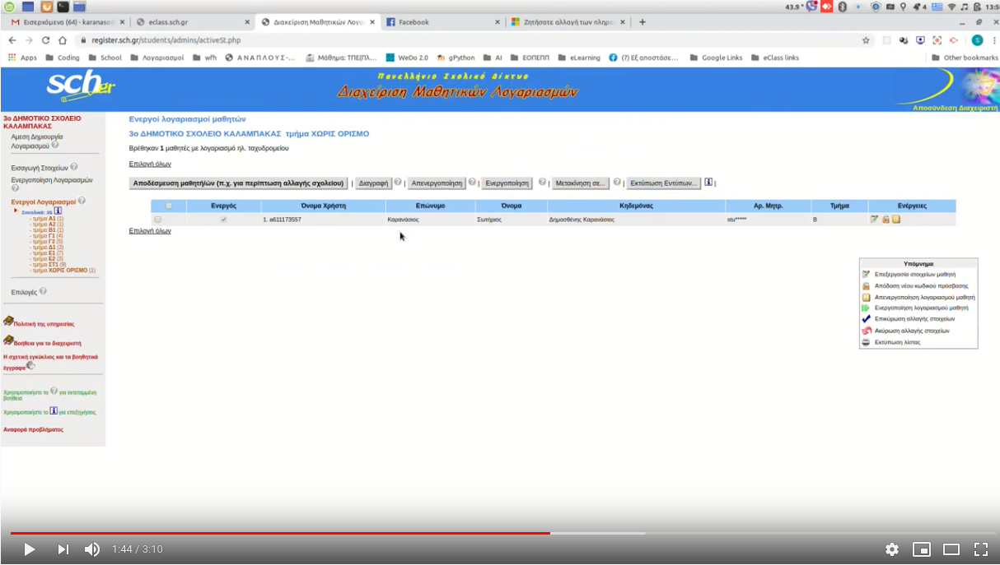 43.9 ° 4 13:5
Εισερχόμενα (64) - karanaso
eclass.sch.gr
Διαχείριση Μαθητικών Λογα
Facebook
Ζητήσατε αλλαγή των πληρο
register.sch.gr/students/admins/activeSt.php
Apps Coding School Λογαριασμοί wfh Α Ν Α Π Λ Ο Υ Σ -... Μάθημα: ΤΠΕ(ΠΛ... WeDo 2.0 gPython AI ΕΟΠΕΠΠ eLearning (7) Εξ αποστάσε... Google Links eClass links Other bookmarks
sch.gr
Πανελλήνιο Σχολικό Δίκτυο
Διαχείριση Μαθητικών Λογαριασμών
Αποσύνδεση Διαχειριστή
3ο ΔΗΜΟΤΙΚΟ ΣΧΟΛΕΙΟ
ΚΑΛΑΜΠΑΚΑΣ
Αμεση Δημιουργία
Λογαριασμού
Εισαγωγή Στοιχείων
Ενεργοποίηση Λογαριασμών
Ενεργοί Λογαριασμοί
Συνολικά: 35
- τμήμα Α1 (1)
- τμήμα Α2 (1)
- τμήμα Β1 (1)
- τμήμα Γ1 (4)
- τμήμα Γ2 (5)
- τμήμα Δ1 (3)
- τμήμα Ε1 (7)
- τμήμα Ε2 (3)
- τμήμα ΣΤ1 (9)
- τμήμα ΧΩΡΙΣ ΟΡΙΣΜΟ (1)
Επιλογές
Πολιτική της υπηρεσίας
Βοήθεια για το διαχειριστή
Η σχετική εγκύκλιος και τα βοηθητικά
έγγραφα
Χρησιμοποιήστε το για εκτεταμένη
βοήθεια
Χρησιμοποιήστε το για επεξηγήσεις
Αναφορά προβλήματος
Ενεργοί λογαριασμοί μαθητών
3ο ΔΗΜΟΤΙΚΟ ΣΧΟΛΕΙΟ ΚΑΛΑΜΠΑΚΑΣ τμήμα ΧΩΡΙΣ ΟΡΙΣΜΟ
Βρέθηκαν 1 μαθητές με λογαριασμό ηλ. ταχυδρομείου
Επιλογή όλων
Αποδέσμευση μαθητή/ών (π.χ. για περίπτωση αλλαγής σχολείου) | Διαγραφή | Απενεργοποίηση | Ενεργοποίηση | Μετακίνηση σε... | Εκτύπωση Εντύπων... |
Ενεργός Όνομα Χρήστη Επώνυμο Όνομα Κηδεμόνας Αρ. Μητρ. Τμήμα Ενέργειες
1. a611173557 Καρανάσιος Σωτήριος Δημοσθένης Καρανάσιος stu***** Β
Επιλογή όλων
Υπόμνημα
Επεξεργασία στοιχείων μαθητή
Απόδοση νέου κωδικού πρόσβασης
Απενεργοποίηση λογαριασμού μαθητή
Ενεργοποίηση λογαριασμού μαθητή
Επικύρωση αλλαγής στοιχείων
Ακύρωση αλλαγής στοιχείων
Εκτύπωση λίστας
1:44 / 3:10